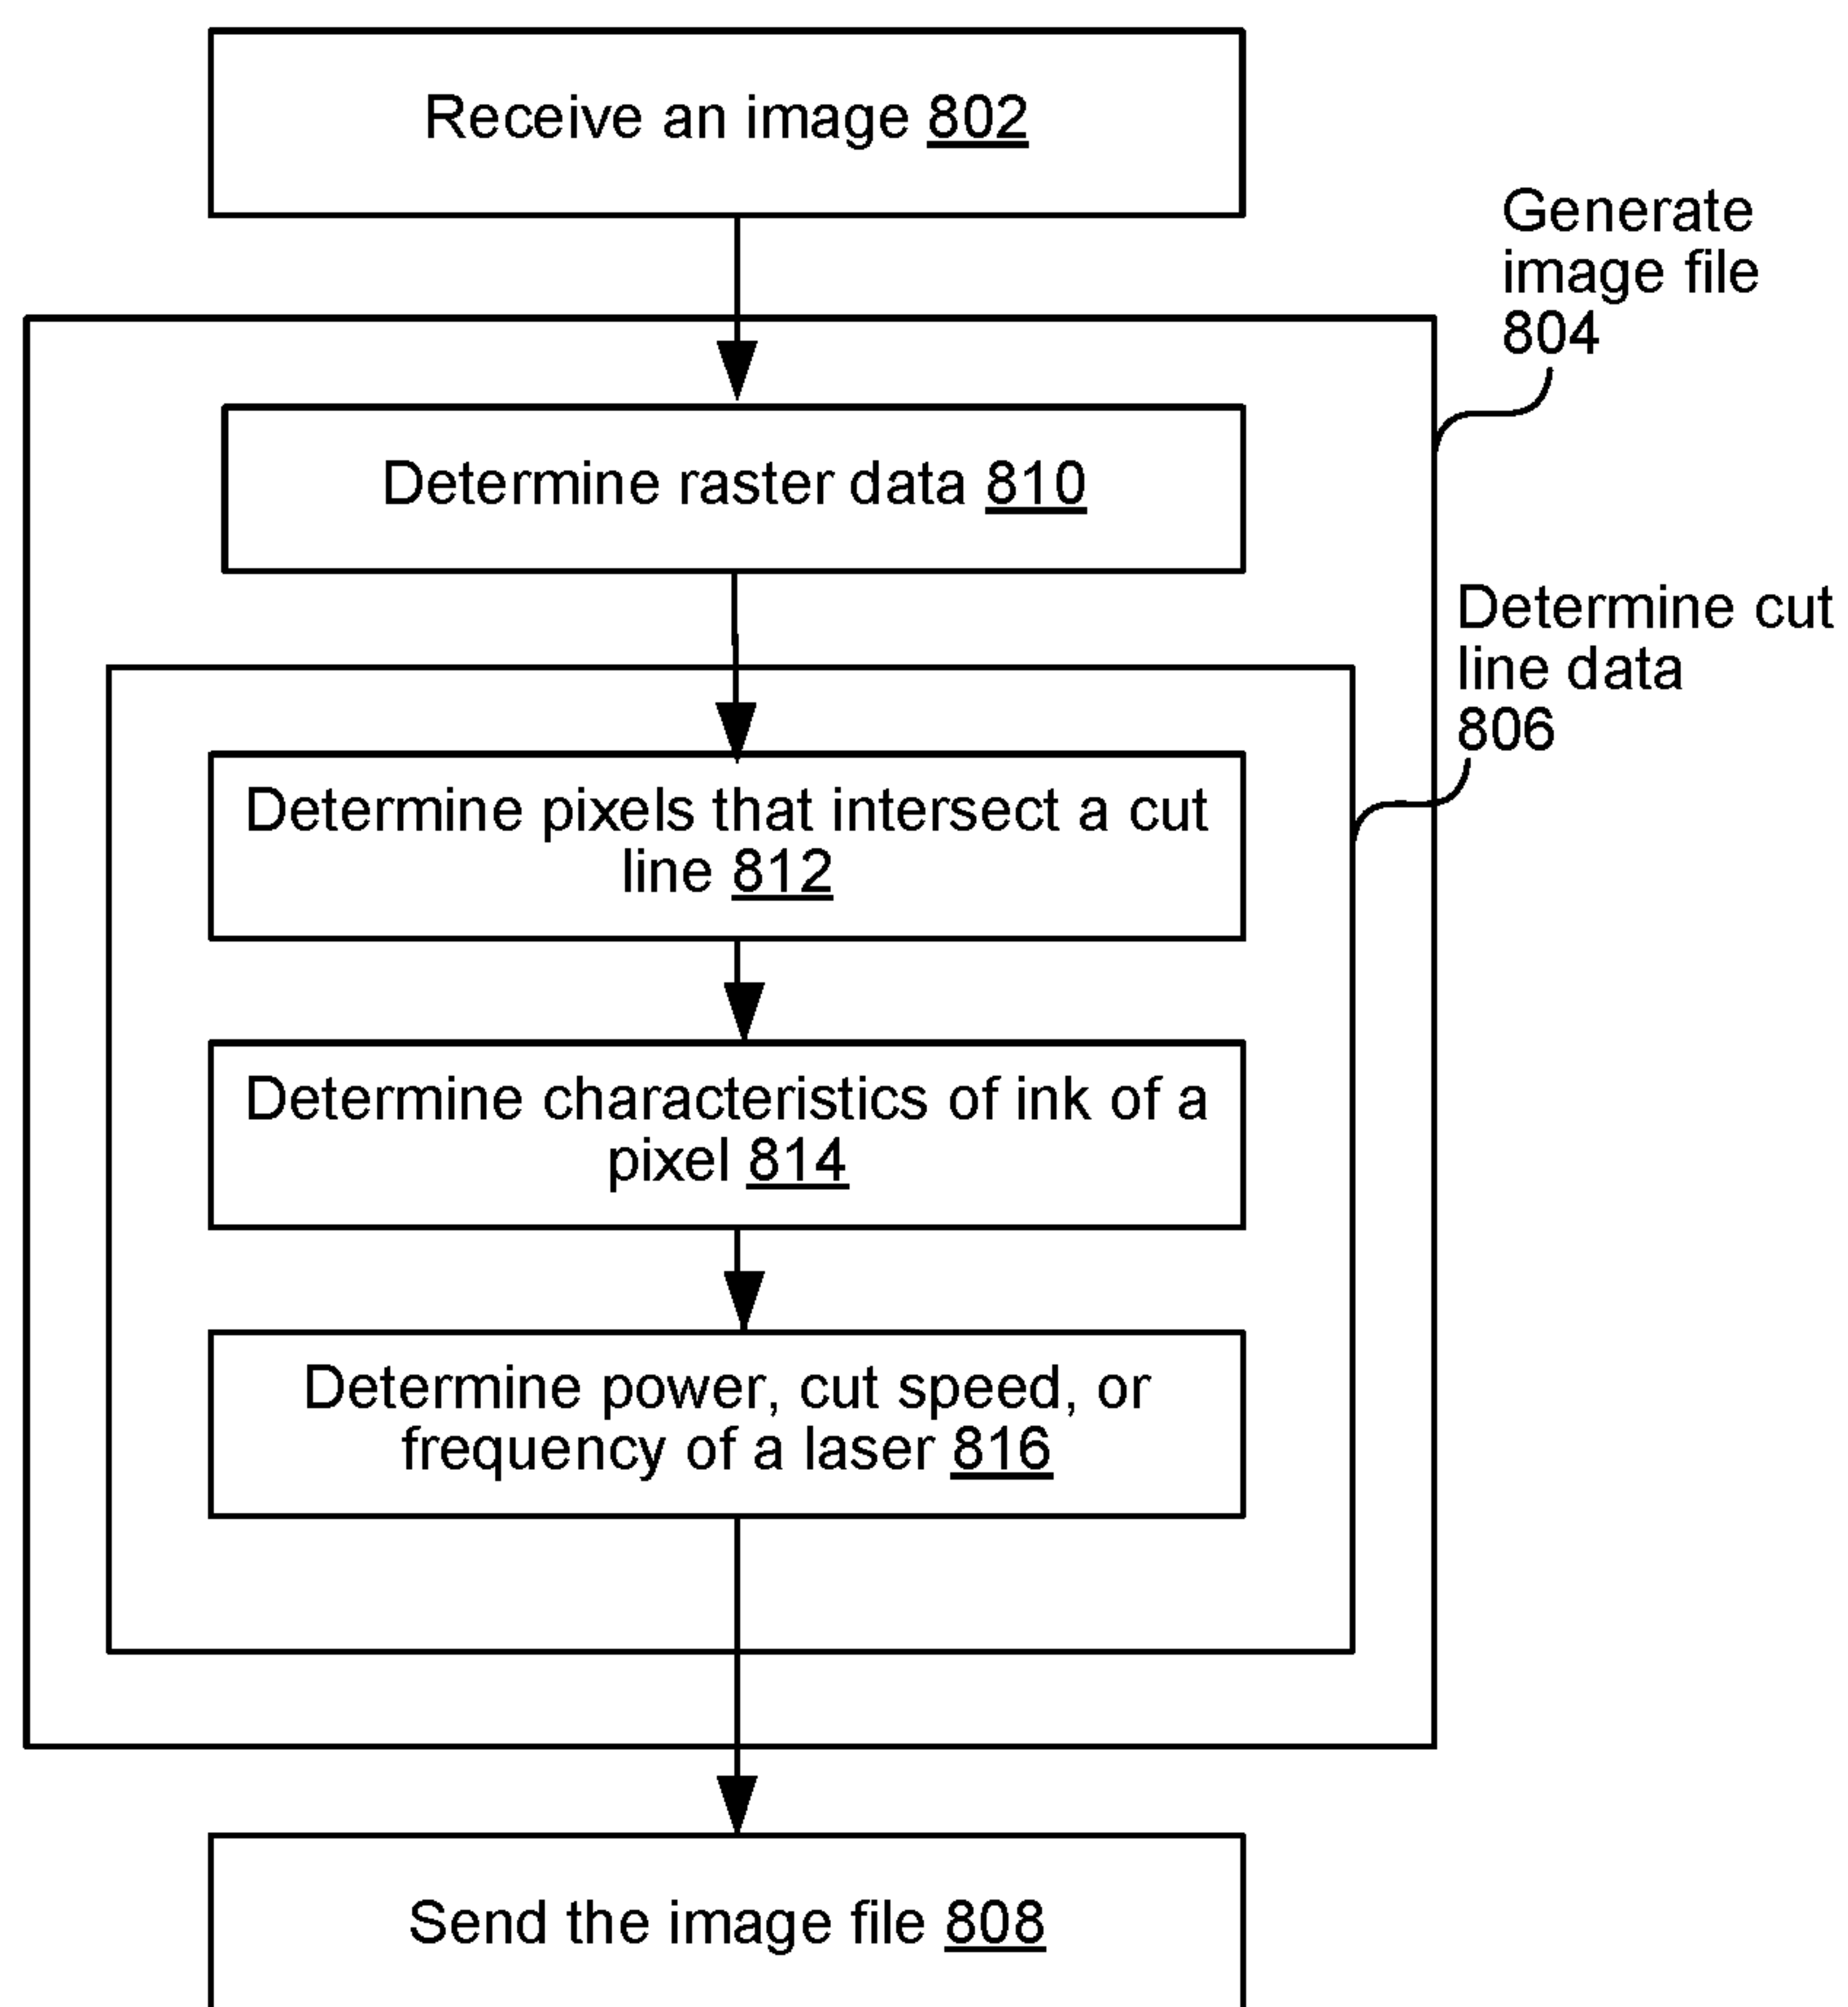 Receive an image 802
Generate
image file
804
Determine raster data 810
Determine cut
line data
806
Determine pixels that intersect a cut
line 812
Determine characteristics of ink of a
pixel 814
Determine power, cut speed, or
frequency of a laser 816
Send the image file 808